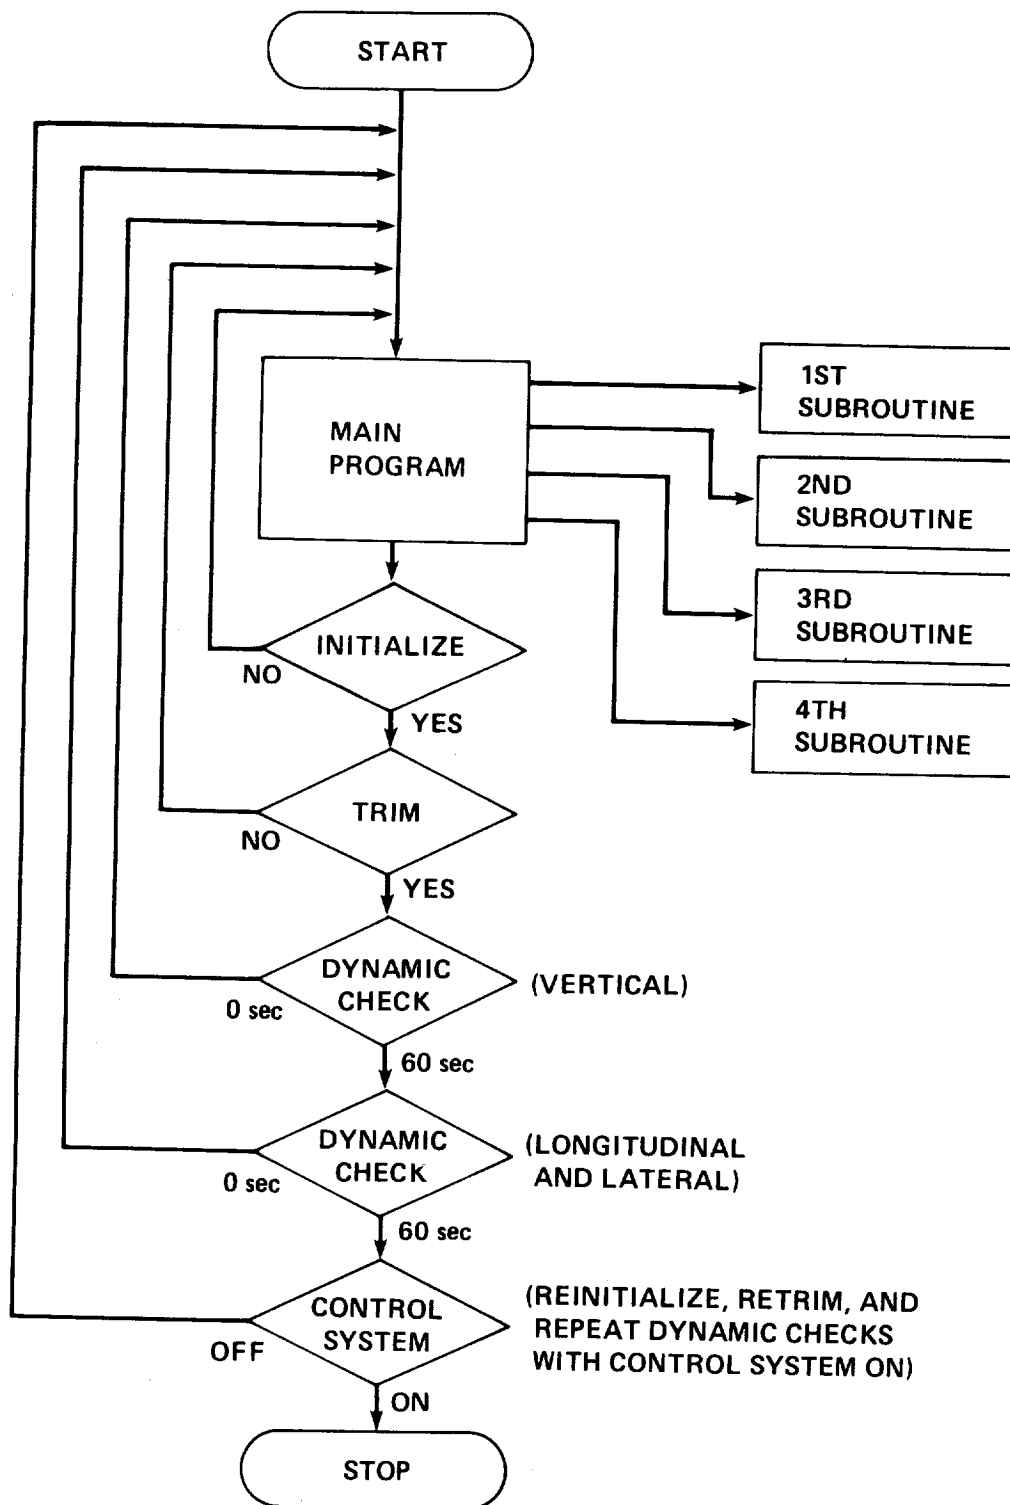 START
MAIN
PROGRAM
1ST
SUBROUTINE
2ND
SUBROUTINE
3RD
SUBROUTINE
4TH
SUBROUTINE
INITIALIZE
NO
YES
TRIM
NO
YES
DYNAMIC
CHECK
(VERTICAL)
0 sec
60 sec
DYNAMIC
CHECK
(LONGITUDINAL
AND LATERAL)
0 sec
60 sec
CONTROL
SYSTEM
(REINITIALIZE, RETRIM, AND
REPEAT DYNAMIC CHECKS
WITH CONTROL SYSTEM ON)
OFF
ON
STOP